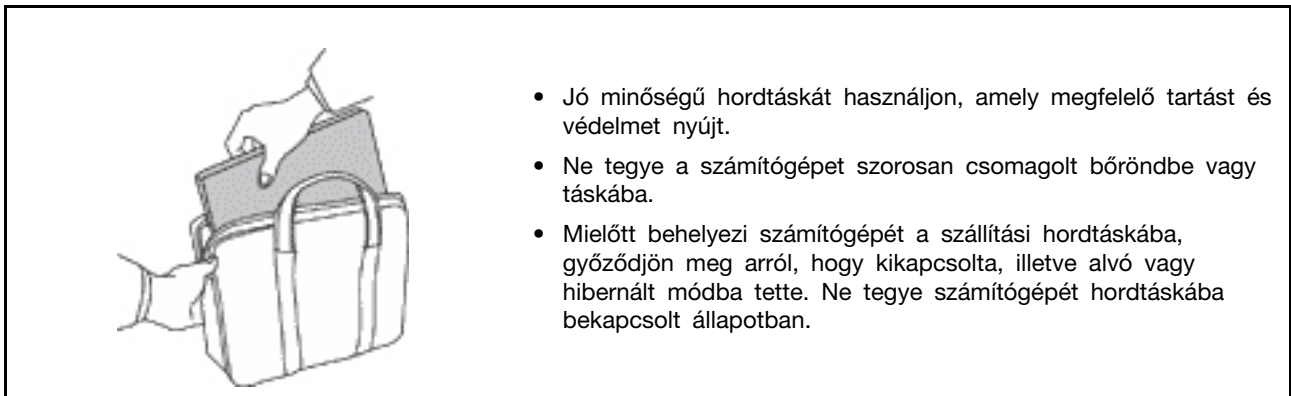 • Jó minőségű hordtáskát használjon, amely megfelelő tartást és
védelmet nyújt.
• Ne tegye a számítógépet szorosan csomagolt bőröndbe vagy
táskába.
• Mielőtt behelyezi számítógépét a szállítási hordtáskába,
győződjön meg arról, hogy kikapcsolta, illetve alvó vagy
hibernált módba tette. Ne tegye számítógépét hordtáskába
bekapcsolt állapotban.